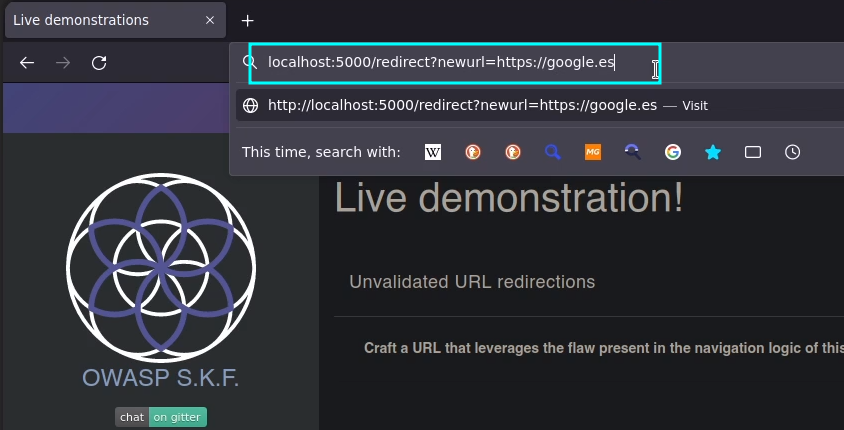 Live demonstrations
localhost:5000/redirect?newurl=https://google.es
http://localhost:5000/redirect?newurl=https://google.es — Visit
This time, search with:
W
MG
G
Live demonstration!
Unvalidated URL redirections
Craft a URL that leverages the flaw present in the navigation logic of this
OWASP S.K.F.
chat on gitter